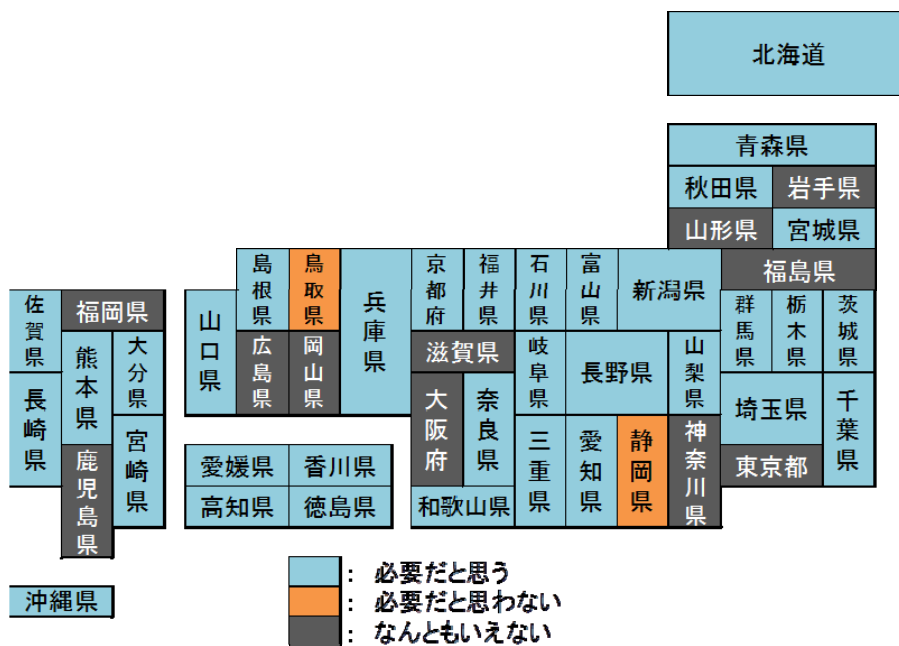 北海道
青森県
秋田県
岩手県
山形県
宮城県
福島県
島根県
鳥取県
兵庫県
京都府
福井県
石川県
富山県
新潟県
佐賀県
福岡県
山口県
群馬県
栃木県
茨城県
熊本県
大分県
広島県
岡山県
滋賀県
岐阜県
長野県
山梨県
長崎県
大阪府
奈良県
埼玉県
千葉県
宮崎県
三重県
愛知県
静岡県
神奈川県
鹿児島県
愛媛県
香川県
東京都
高知県
徳島県
和歌山県
沖縄県
： 必要だと思う
： 必要だと思わない
： なんともいえない